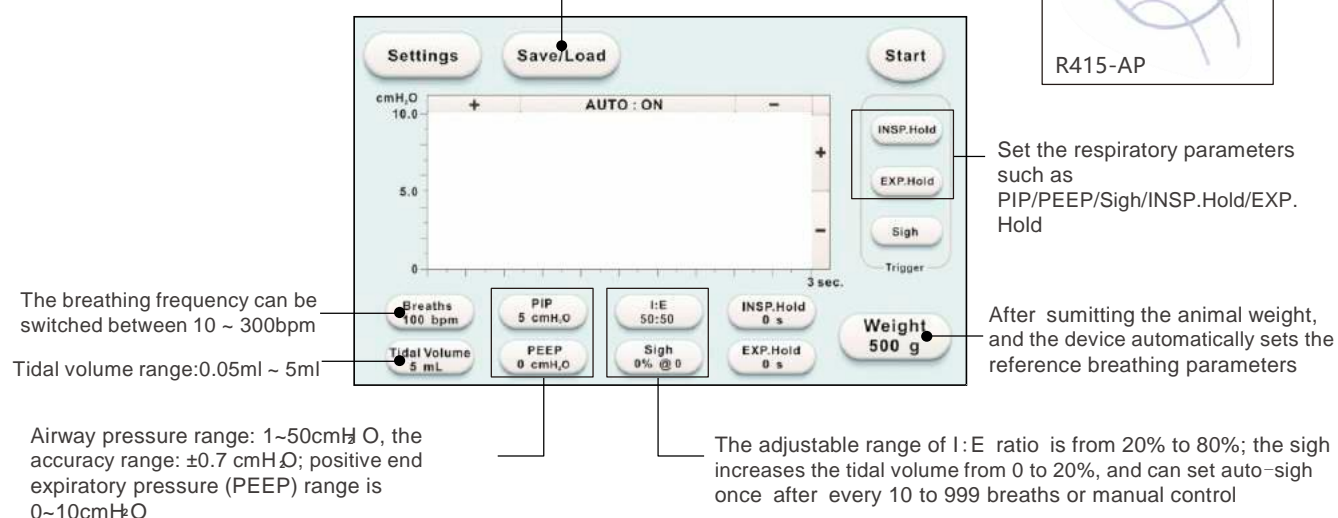 Settings
Save/Load
Start
R415-AP
cmH₂O
+
AUTO : ON
−
10.0
5.0
0
+
−
3 sec.
INSP.Hold
EXP.Hold
Sigh
Trigger
Set the respiratory parameters
such as
PIP/PEEP/Sigh/INSP.Hold/EXP.
Hold
The breathing frequency can be
switched between 10 ~ 300bpm
Tidal volume range:0.05ml ~ 5ml
Breaths
100 bpm
PIP
5 cmH₂O
I:E
50:50
INSP.Hold
0 s
Tidal Volume
5 mL
PEEP
0 cmH₂O
Sigh
0% @ 0
EXP.Hold
0 s
Weight
500 g
After sumitting the animal weight,
and the device automatically sets the
reference breathing parameters
Airway pressure range: 1~50cmH₂O, the
accuracy range: ±0.7 cmH₂O; positive end
expiratory pressure (PEEP) range is
0~10cmH₂O
The adjustable range of I:E ratio is from 20% to 80%; the sigh
increases the tidal volume from 0 to 20%, and can set auto-sigh
once after every 10 to 999 breaths or manual control